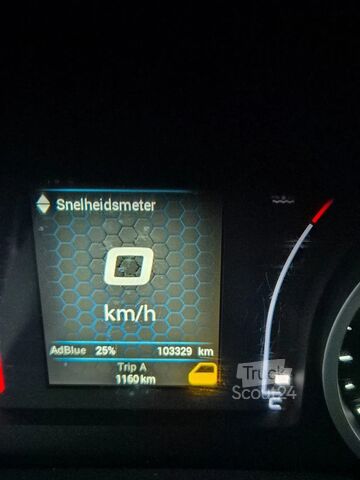 Snelheidsmeter
0
km/h
AdBlue 25% 103329 km
Trip A
1160 km
C
Truck
Scout24